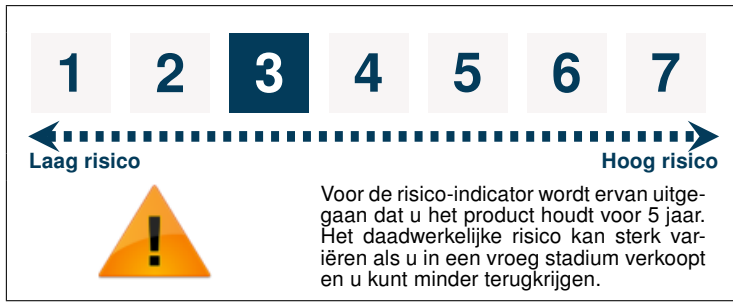 1 2 3 4 5 6 7
Laag risico Hoog risico
Voor de risico-indicator wordt ervan uitge-
gaan dat u het product houdt voor 5 jaar.
Het daadwerkelijke risico kan sterk var-
iëren als u in een vroeg stadium verkoopt
en u kunt minder terugkrijgen.